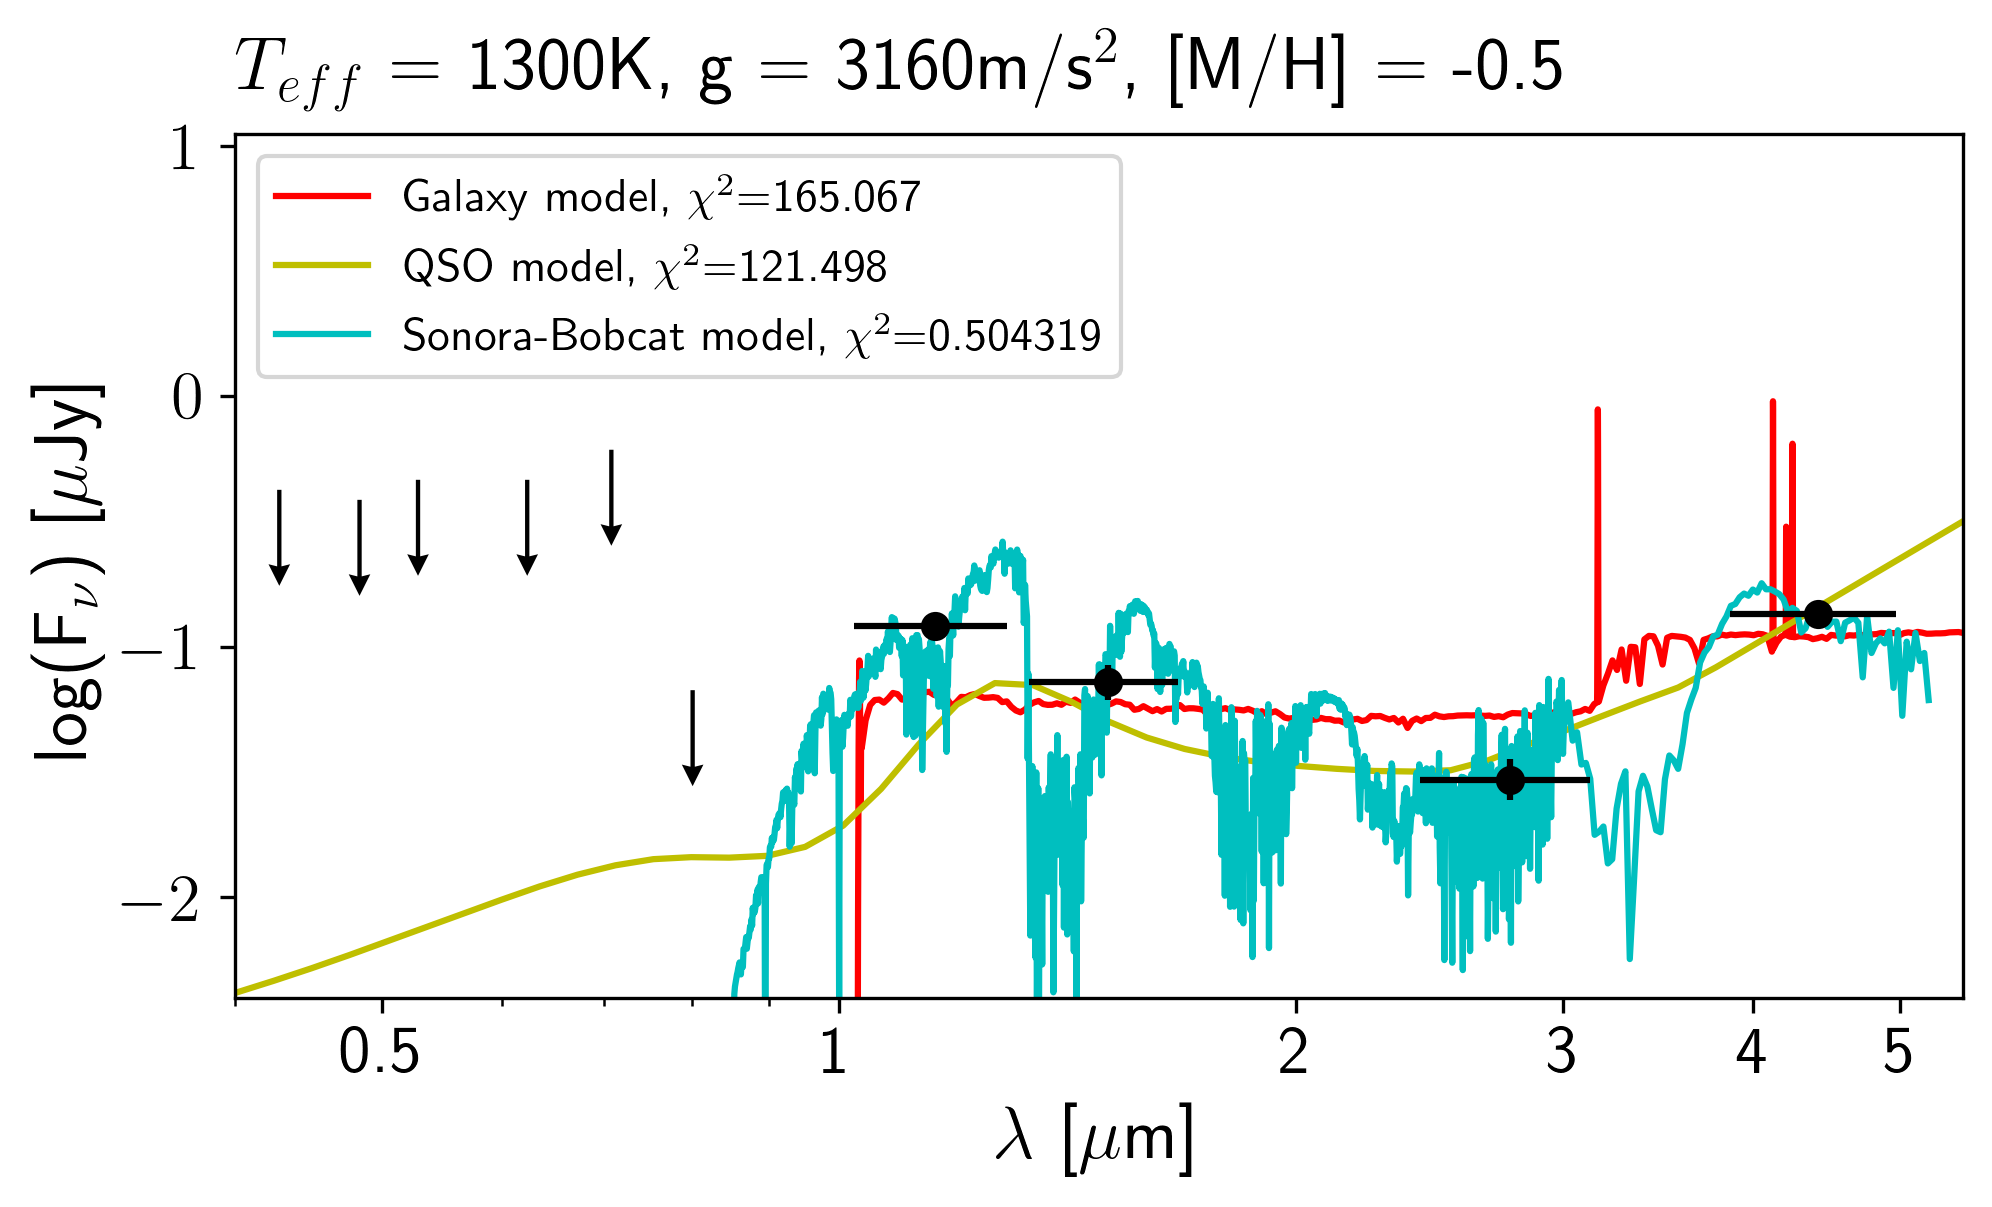 T_eff = 1300K, g = 3160m/s², [M/H] = -0.5
1
0
−1
−2
log(F_ν) [μJy]
Galaxy model, χ²=165.067
QSO model, χ²=121.498
Sonora-Bobcat model, χ²=0.504319
0.5 1 2 3 4 5
λ [μm]